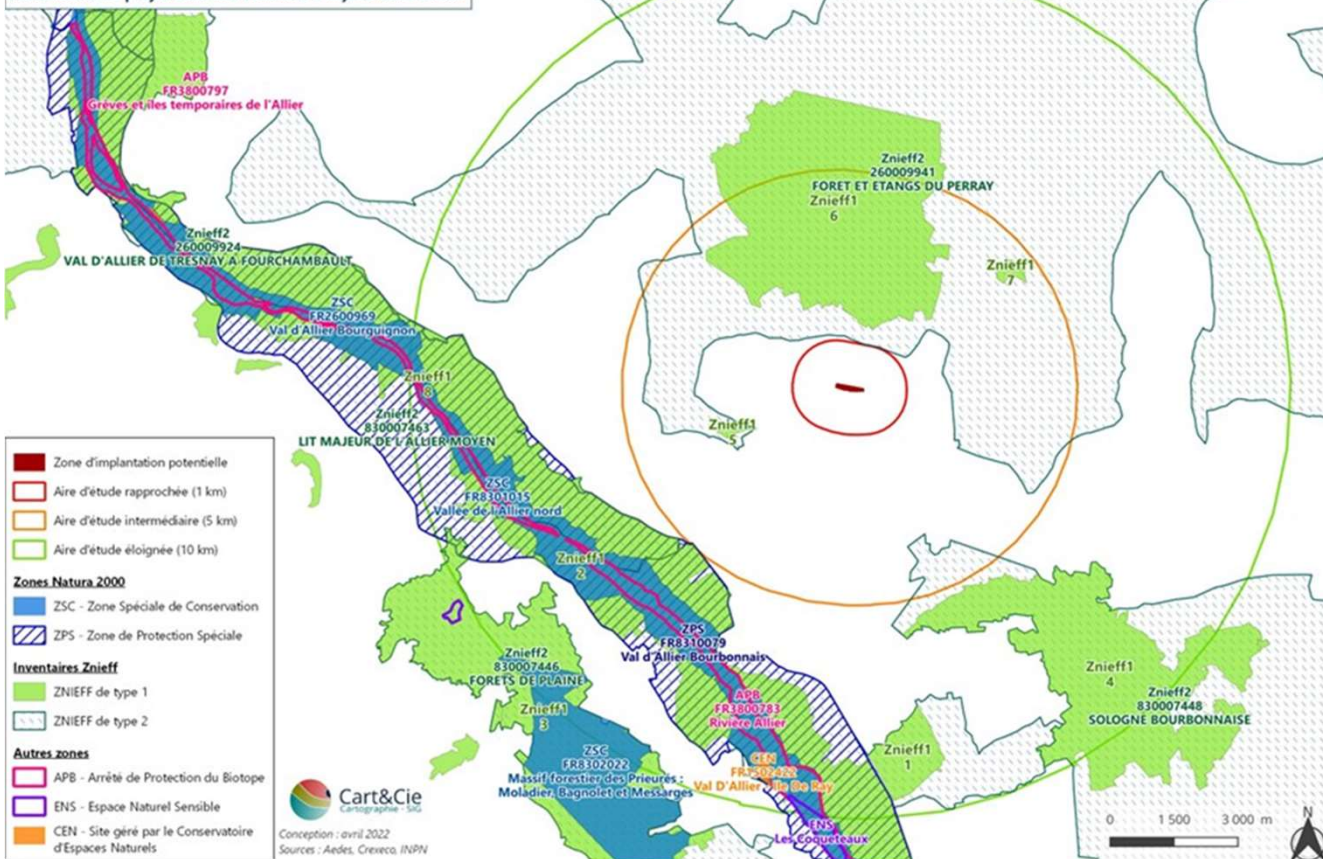 APB
FR3800797
Grèves et îles temporaires de l'Allier
Znieff2
260009941
FORET ET ETANGS DU PERRAY
Znieff1
6
Znieff1
7
Znieff2
260009924
VAL D'ALLIER DE TRESNAY A FOURCHAMBAULT
ZSC
FR2600969
Val d'Allier Bourguignon
Znieff1
8
Znieff2
830007463
LIT MAJEUR DE L'ALLIER MOYEN
Znieff1
5
ZSC
FR8301015
Vallée de l'Allier nord
Znieff1
2
ZPS
FR8310079
Val d'Allier Bourbonnais
Znieff2
830007446
FORETS DE PLAINE
Znieff1
3
APB
FR3800783
Rivière Allier
Znieff1
4
Znieff2
830007448
SOLOGNE BOURBONNAISE
Znieff1
1
ZSC
FR8302022
Massif forestier des Prieurés :
Moladier, Bagnolet et Messarges
CEN
Val D'Allier - Ile De Ray
ENS
Les Coqueteaux
Zone d'implantation potentielle
Aire d'étude rapprochée (1 km)
Aire d'étude intermédiaire (5 km)
Aire d'étude éloignée (10 km)
Zones Natura 2000
ZSC - Zone Spéciale de Conservation
ZPS - Zone de Protection Spéciale
Inventaires Znieff
ZNIEFF de type 1
ZNIEFF de type 2
Autres zones
APB - Arrêté de Protection du Biotope
ENS - Espace Naturel Sensible
CEN - Site géré par le Conservatoire
d'Espaces Naturels
Cart&Cie
Cartographie - SIG
Conception : avril 2022
Sources : Aedes, Crexeco, INPN
0 1 500 3 000 m
N